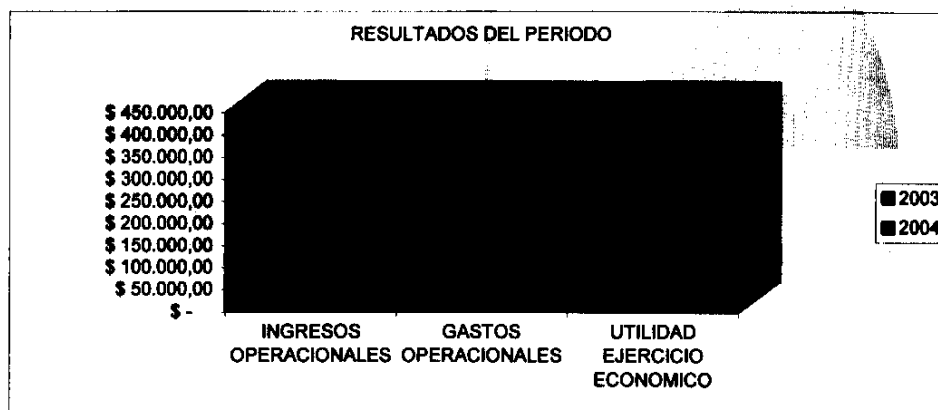 RESULTADOS DEL PERIODO
$ 450.000,00
$ 400.000,00
$ 350.000,00
$ 300.000,00
$ 250.000,00
$ 200.000,00
$ 150.000,00
$ 100.000,00
$ 50.000,00
$ -
INGRESOS
OPERACIONALES
GASTOS
OPERACIONALES
UTILIDAD
EJERCICIO
ECONOMICO
2003
2004